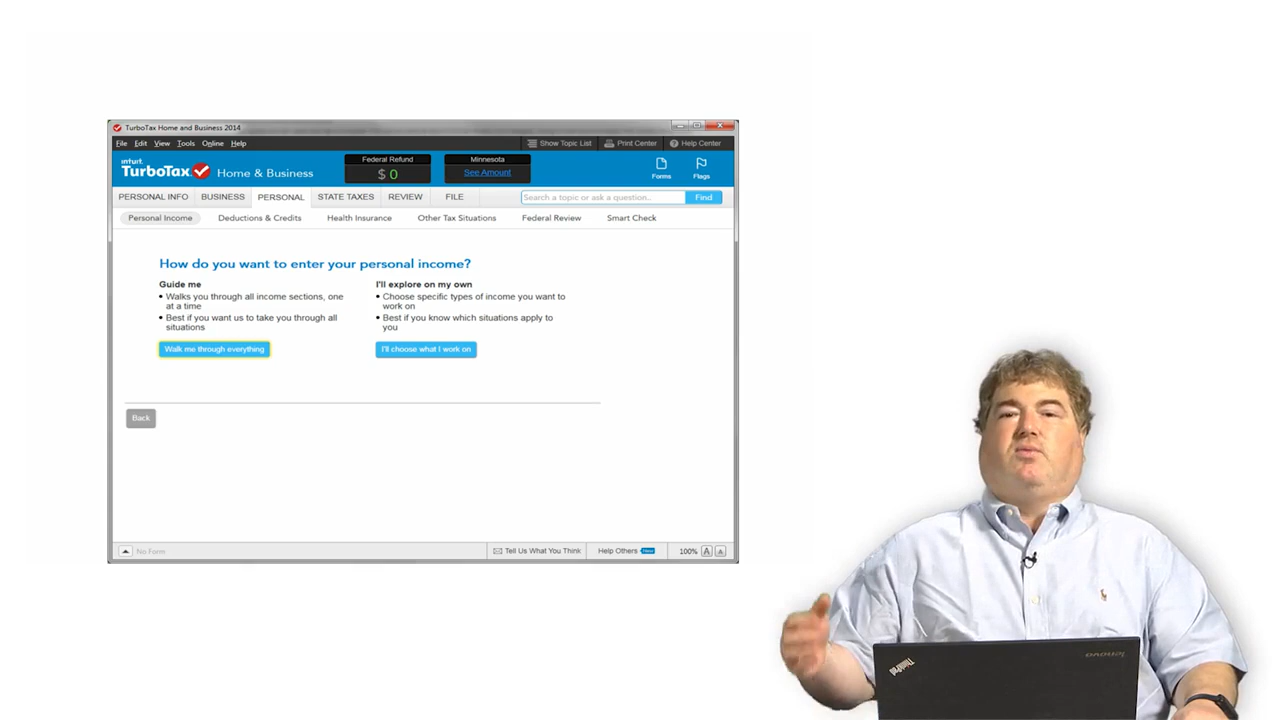 TurboTax Home and Business 2014
File Edit View Tools Online Help
Show Topic List Print Center Help Center
intuit
TurboTax Home & Business
Federal Refund
$ 0
Minnesota
See Amount
Forms Flags
PERSONAL INFO BUSINESS PERSONAL STATE TAXES REVIEW FILE
Search a topic or ask a question.. Find
Personal Income Deductions & Credits Health Insurance Other Tax Situations Federal Review Smart Check
How do you want to enter your personal income?
Guide me
• Walks you through all income sections, one
at a time
• Best if you want us to take you through all
situations
Walk me through everything
I'll explore on my own
• Choose specific types of income you want to
work on
• Best if you know which situations apply to
you
I'll choose what I work on
Back
No Form Tell Us What You Think Help Others New 100% A A
ThinkPad
lenovo